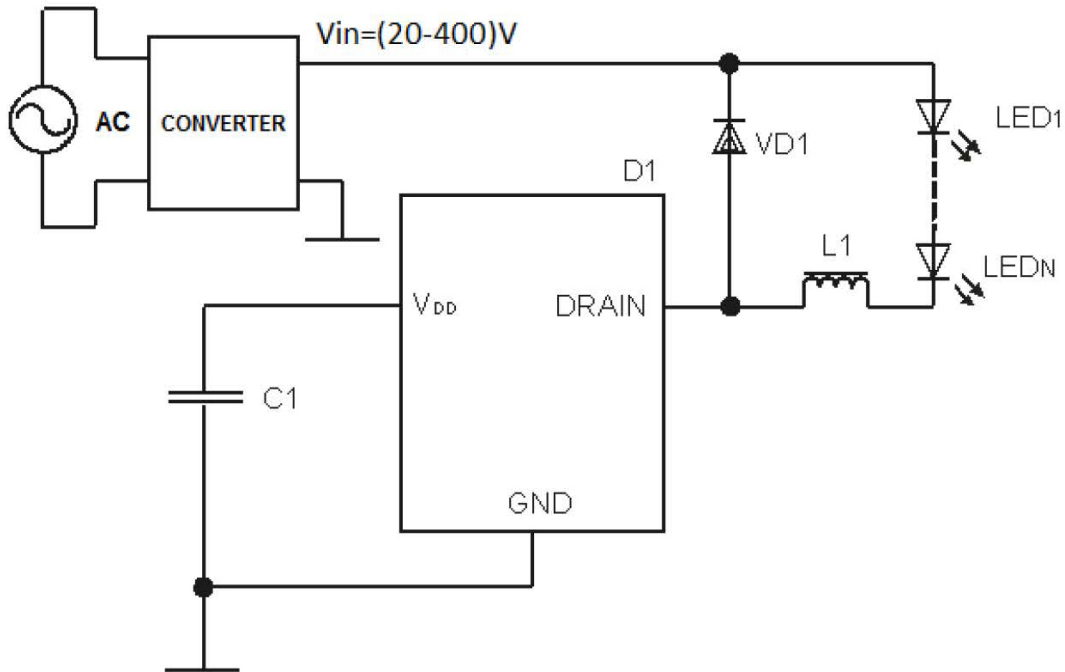 Vin=(20-400)V
AC
CONVERTER
LED1
VD1
D1
L1
LEDN
VDD
DRAIN
C1
GND